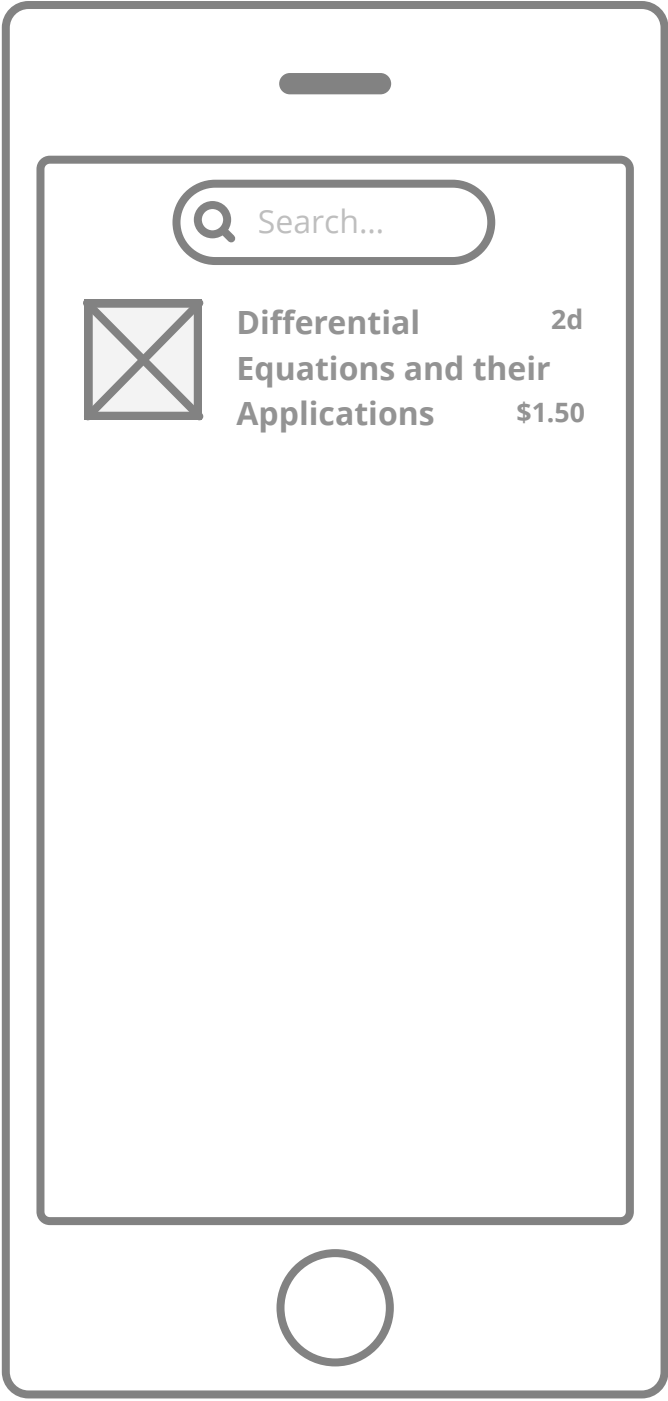 Search...
Differential 2d
Equations and their
Applications $1.50